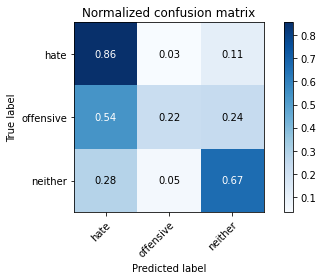 Normalized confusion matrix
True label
hate 0.86 0.03 0.11
offensive 0.54 0.22 0.24
neither 0.28 0.05 0.67
hate offensive neither
Predicted label
0.8
0.7
0.6
0.5
0.4
0.3
0.2
0.1